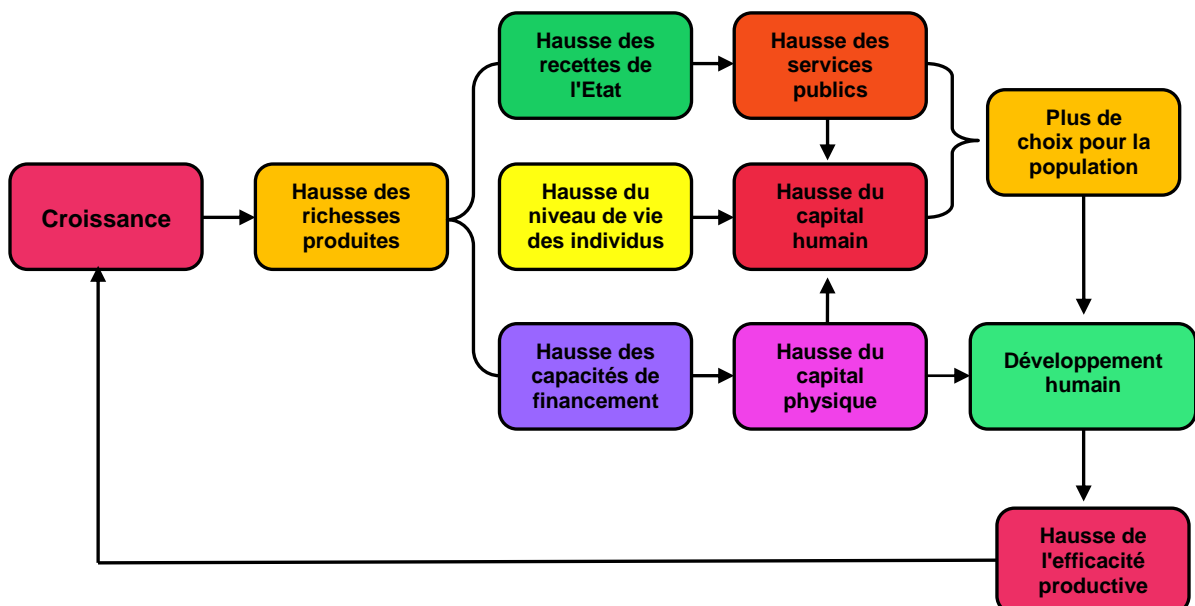 Hausse des
recettes de
l'Etat
Hausse des
services
publics
Plus de
choix pour la
population
Croissance
Hausse des
richesses
produites
Hausse du
niveau de vie
des individus
Hausse du
capital
humain
Hausse des
capacités de
financement
Hausse du
capital
physique
Développement
humain
Hausse de
l'efficacité
productive